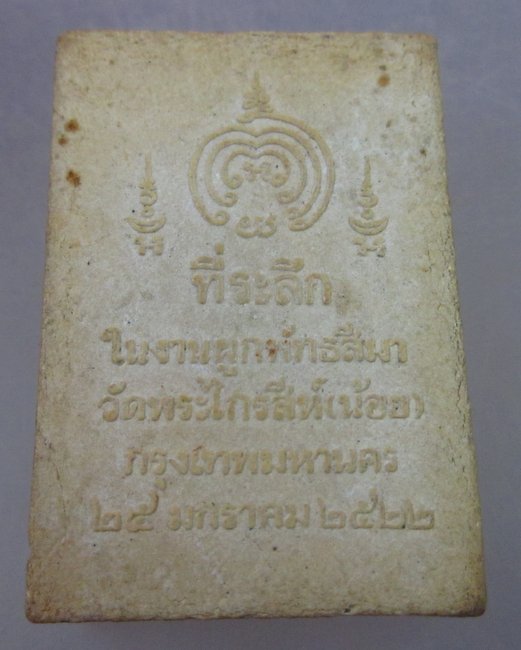 ที่ระลึก
ในงานผูกพัทธสีมา
วัดพระไกรสีห์(น้อย)
กรุงเทพมหานคร
๒๔ มกราคม ๒๕๒๒